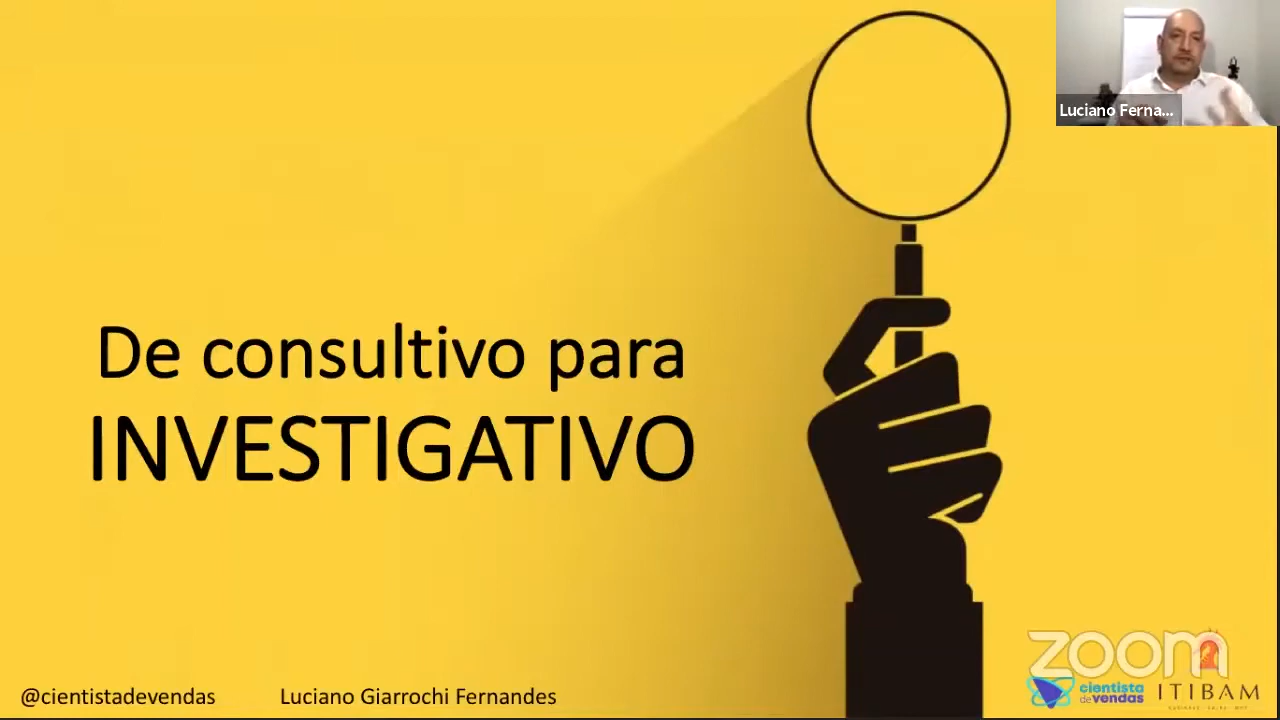 Luciano Ferna...
De consultivo para
INVESTIGATIVO
@cientistadevendas
Luciano Giarrochi Fernandes
zoom
cientista
de vendas
ITIBAM